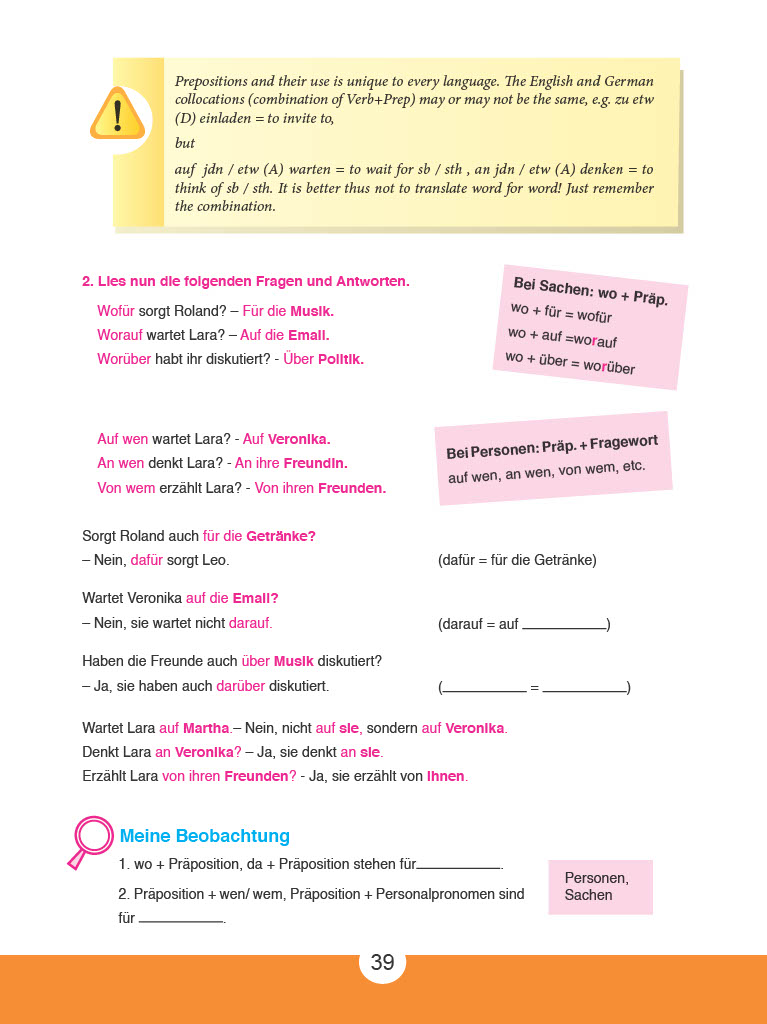 !
Prepositions and their use is unique to every language. The English and German
collocations (combination of Verb+Prep) may or may not be the same, e.g. zu etw
(D) einladen = to invite to,
but
auf jdn / etw (A) warten = to wait for sb / sth , an jdn / etw (A) denken = to
think of sb / sth. It is better thus not to translate word for word! Just remember
the combination.
2. Lies nun die folgenden Fragen und Antworten.
Wofür sorgt Roland? – Für die Musik.
Worauf wartet Lara? – Auf die Email.
Worüber habt ihr diskutiert? - Über Politik.
Bei Sachen: wo + Präp.
wo + für = wofür
wo + auf =worauf
wo + über = worüber
Auf wen wartet Lara? - Auf Veronika.
An wen denkt Lara? - An ihre Freundin.
Von wem erzählt Lara? - Von ihren Freunden.
Bei Personen: Präp. + Fragewort
auf wen, an wen, von wem, etc.
Sorgt Roland auch für die Getränke?
– Nein, dafür sorgt Leo. (dafür = für die Getränke)
Wartet Veronika auf die Email?
– Nein, sie wartet nicht darauf. (darauf = auf ___________)
Haben die Freunde auch über Musik diskutiert?
– Ja, sie haben auch darüber diskutiert. (___________ = ___________)
Wartet Lara auf Martha.– Nein, nicht auf sie, sondern auf Veronika.
Denkt Lara an Veronika? – Ja, sie denkt an sie.
Erzählt Lara von ihren Freunden? - Ja, sie erzählt von ihnen.
Meine Beobachtung
1. wo + Präposition, da + Präposition stehen für___________.
2. Präposition + wen/ wem, Präposition + Personalpronomen sind
für ___________.
Personen,
Sachen
39